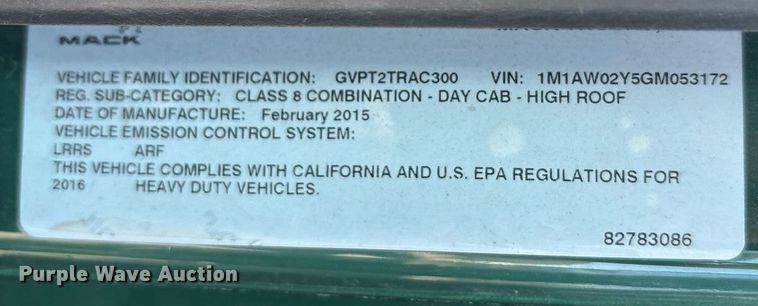 MACK
VEHICLE FAMILY IDENTIFICATION: GVPT2TRAC300 VIN: 1M1AW02Y5GM053172
REG. SUB-CATEGORY: CLASS 8 COMBINATION - DAY CAB - HIGH ROOF
DATE OF MANUFACTURE: February 2015
VEHICLE EMISSION CONTROL SYSTEM:
LRRS ARF
THIS VEHICLE COMPLIES WITH CALIFORNIA AND U.S. EPA REGULATIONS FOR
2016 HEAVY DUTY VEHICLES.
82783086
Purple Wave Auction